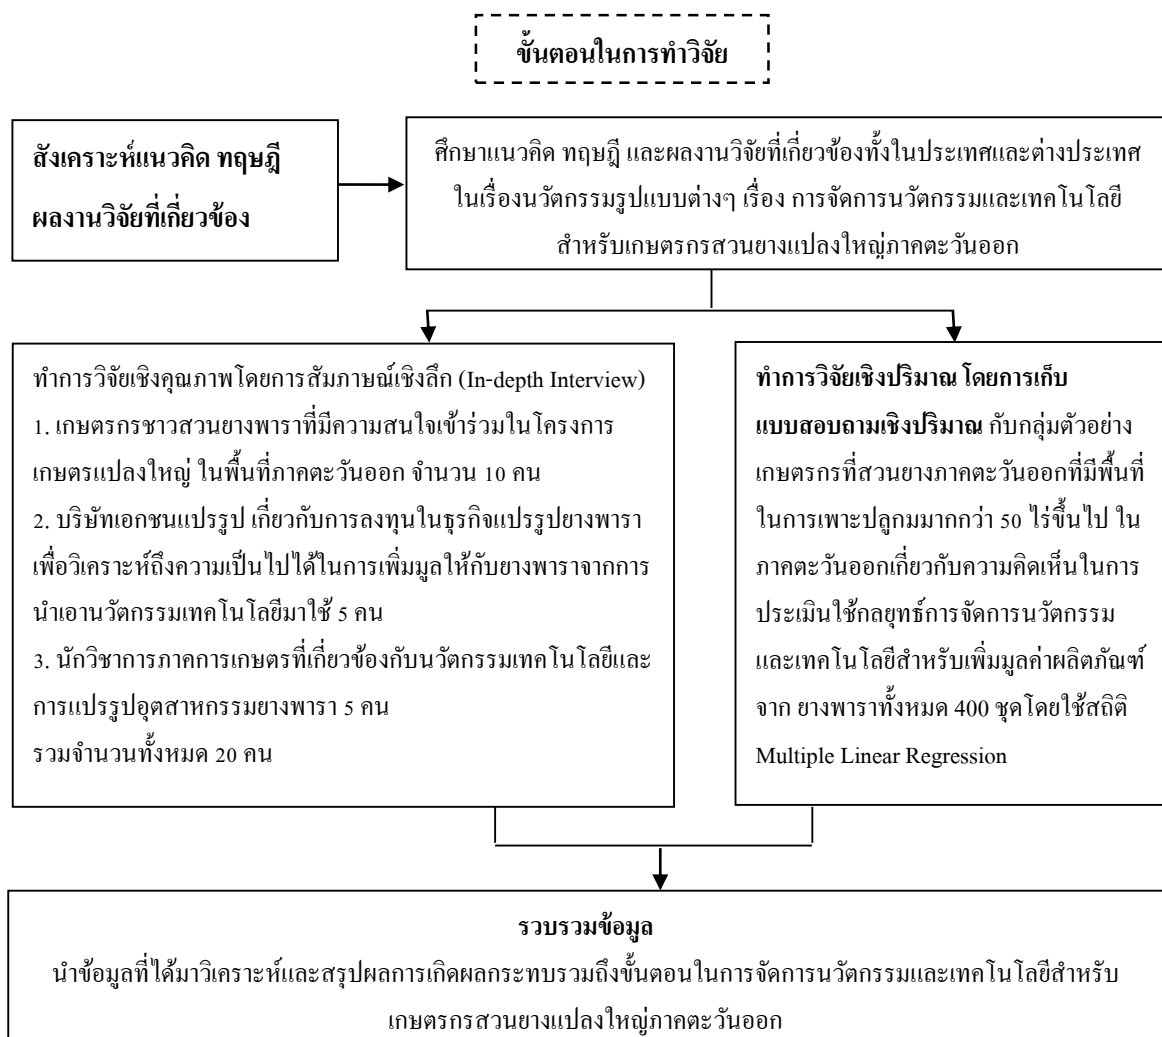 ขั้นตอนในการทำวิจัย
สังเคราะห์แนวคิด ทฤษฎี
ผลงานวิจัยที่เกี่ยวข้อง
ศึกษาแนวคิด ทฤษฎี และผลงานวิจัยที่เกี่ยวข้องทั้งในประเทศและต่างประเทศ
ในเรื่องนวัตกรรมรูปแบบต่างๆ เรื่อง การจัดการนวัตกรรมและเทคโนโลยี
สำหรับเกษตรกรสวนยางแปลงใหญ่ภาคตะวันออก
ทำการวิจัยเชิงคุณภาพโดยการสัมภาษณ์เชิงลึก (In-depth Interview)
1. เกษตรกรชาวสวนยางพาราที่มีความสนใจเข้าร่วมในโครงการ
เกษตรแปลงใหญ่ ในพื้นที่ภาคตะวันออก จำนวน 10 คน
2. บริษัทเอกชนแปรรูป เกี่ยวกับการลงทุนในธุรกิจแปรรูปยางพารา
เพื่อวิเคราะห์ถึงความเป็นไปได้ในการเพิ่มมูลให้กับยางพาราจากการ
นำเอานวัตกรรมเทคโนโลยีมาใช้ 5 คน
3. นักวิชาการภาคการเกษตรที่เกี่ยวข้องกับนวัตกรรมเทคโนโลยีและ
การแปรรูปอุตสาหกรรมยางพารา 5 คน
รวมจำนวนทั้งหมด 20 คน
ทำการวิจัยเชิงปริมาณ โดยการเก็บ
แบบสอบถามเชิงปริมาณ กับกลุ่มตัวอย่าง
เกษตรกรที่สวนยางภาคตะวันออกที่มีพื้นที่
ในการเพาะปลูกมมากกว่า 50 ไร่ขึ้นไป ใน
ภาคตะวันออกเกี่ยวกับความคิดเห็นในการ
ประเมินใช้กลยุทธ์การจัดการนวัตกรรม
และเทคโนโลยีสำหรับเพิ่มมูลค่าผลิตภัณฑ์
จาก ยางพาราทั้งหมด 400 ชุดโดยใช้สถิติ
Multiple Linear Regression
รวบรวมข้อมูล
นำข้อมูลที่ได้มาวิเคราะห์และสรุปผลการเกิดผลกระทบรวมถึงขั้นตอนในการจัดการนวัตกรรมและเทคโนโลยีสำหรับ
เกษตรกรสวนยางแปลงใหญ่ภาคตะวันออก